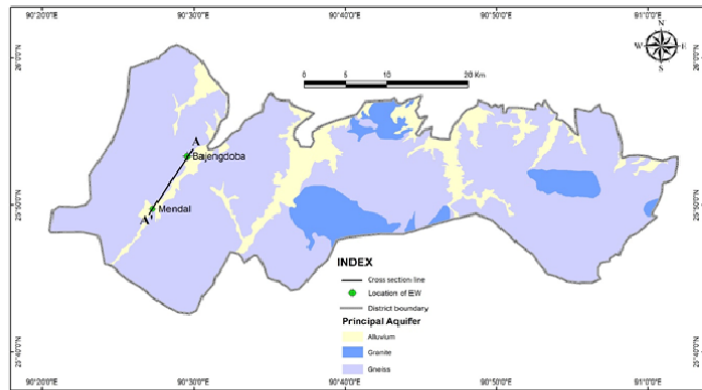 90°20'0"E 90°30'0"E 90°40'0"E 90°50'0"E 91°0'0"E
N
W E
S
26°0'0"N 26°0'0"N
0 5 10 20 Km.
A
Bajengdoba
25°50'0"N 25°50'0"N
Mendal
A'
INDEX
Cross section line
Location of EW
District boundary
Principal Aquifer
Alluvium
Granite
Gneiss
25°40'0"N 25°40'0"N
90°20'0"E 90°30'0"E 90°40'0"E 90°50'0"E 91°0'0"E